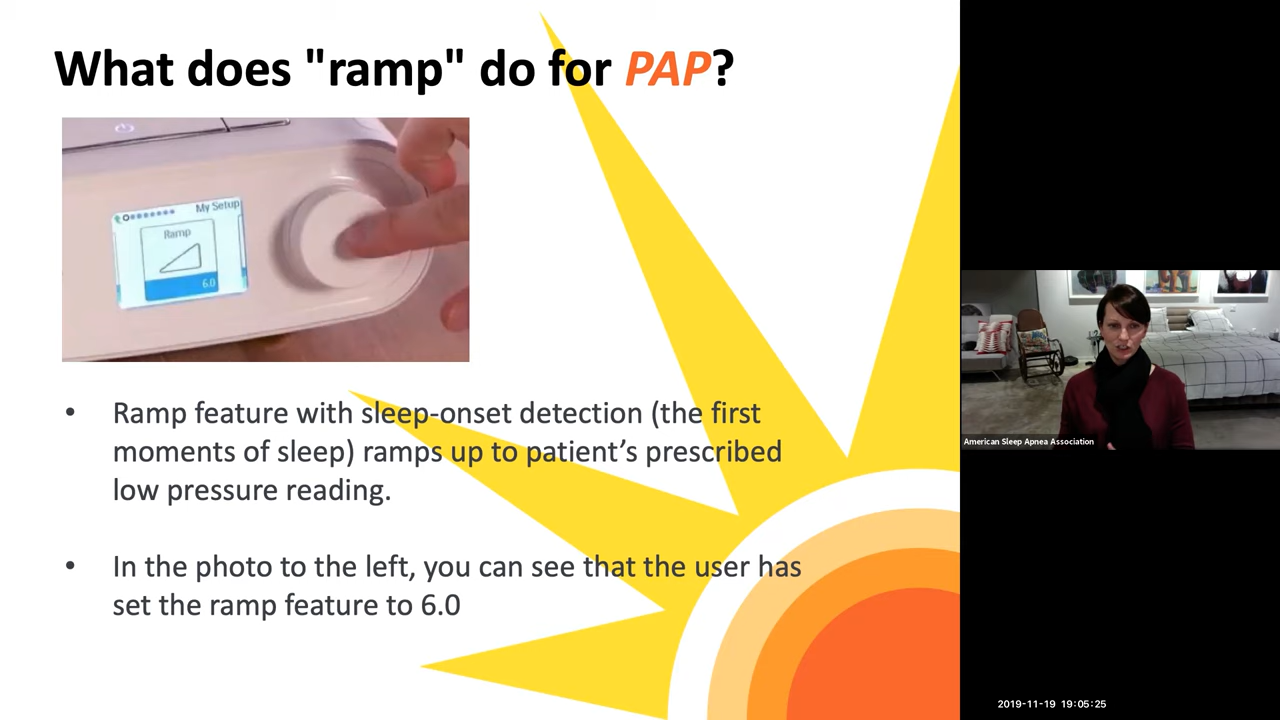 What does "ramp" do for PAP?
My Setup
Ramp
6.0
• Ramp feature with sleep-onset detection (the first
moments of sleep) ramps up to patient’s prescribed
low pressure reading.
• In the photo to the left, you can see that the user has
set the ramp feature to 6.0
American Sleep Apnea Association
2019-11-19 19:05:25